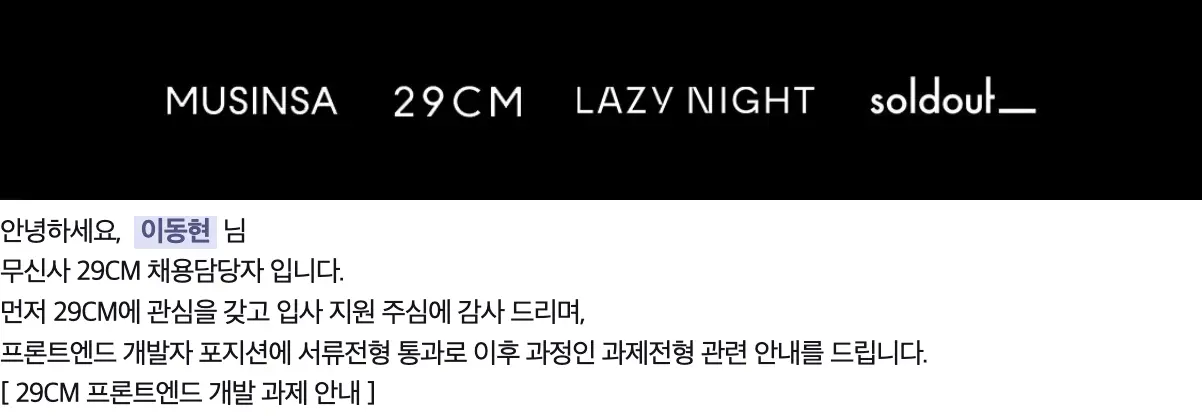 MUSINSA 29CM LAZY NIGHT soldout_
안녕하세요, 이동현 님
무신사 29CM 채용담당자 입니다.
먼저 29CM에 관심을 갖고 입사 지원 주심에 감사 드리며,
프론트엔드 개발자 포지션에 서류전형 통과로 이후 과정인 과제전형 관련 안내를 드립니다.
[ 29CM 프론트엔드 개발 과제 안내 ]